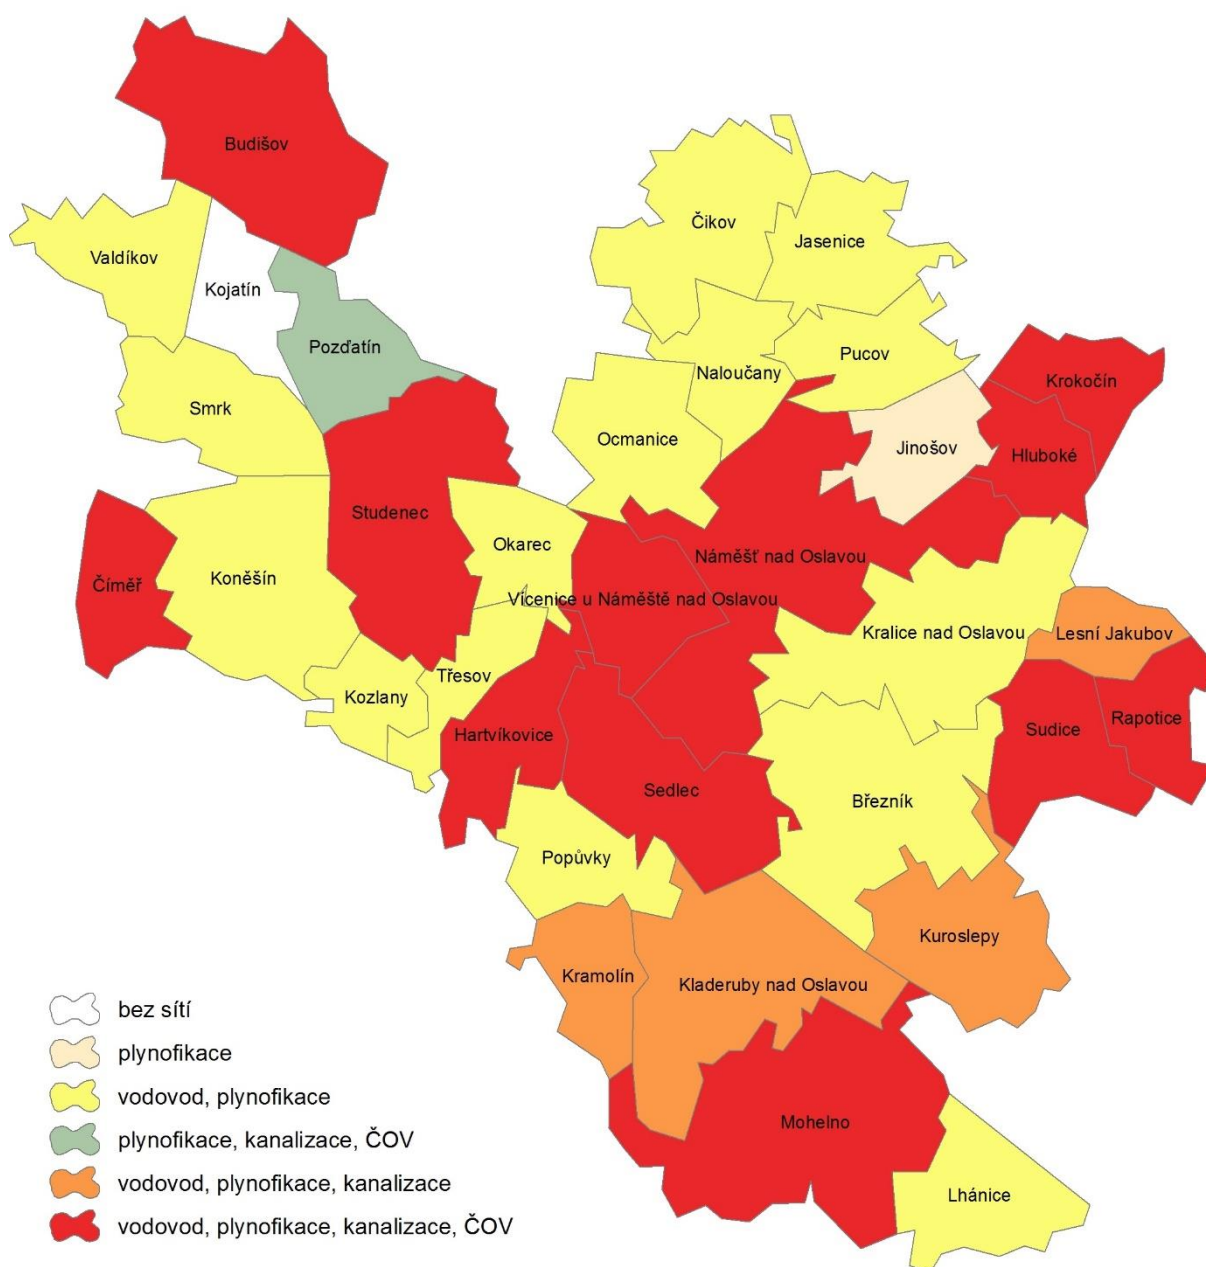 Budišov
Čikov
Jasenice
Valdíkov
Kojatín
Pozďatín
Pucov
Naloučany
Krokočín
Smrk
Ocmanice
Jinošov
Hluboké
Studenec
Okarec
Náměšť nad Oslavou
Číměř
Koněšín
Vícenice u Náměště nad Oslavou
Kralice nad Oslavou
Lesní Jakubov
Třesov
Kozlany
Hartvíkovice
Sudice
Rapotice
Sedlec
Březník
Popůvky
Kuroslepy
Kramolín
Kladeruby nad Oslavou
Mohelno
Lhánice
bez sítí
plynofikace
vodovod, plynofikace
plynofikace, kanalizace, ČOV
vodovod, plynofikace, kanalizace
vodovod, plynofikace, kanalizace, ČOV